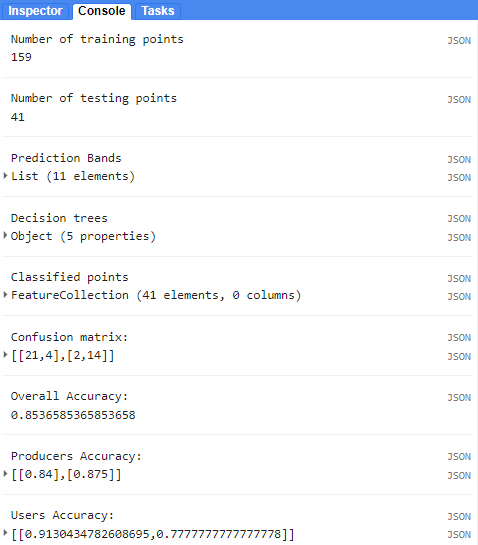 Inspector Console Tasks
Number of training points JSON
159
Number of testing points JSON
41
Prediction Bands JSON
List (11 elements) JSON
Decision trees JSON
Object (5 properties) JSON
Classified points JSON
FeatureCollection (41 elements, 0 columns) JSON
Confusion matrix: JSON
[[21,4],[2,14]] JSON
Overall Accuracy: JSON
0.8536585365853658
Producers Accuracy: JSON
[[0.84],[0.875]] JSON
Users Accuracy: JSON
[[0.9130434782608695,0.7777777777777778]] JSON